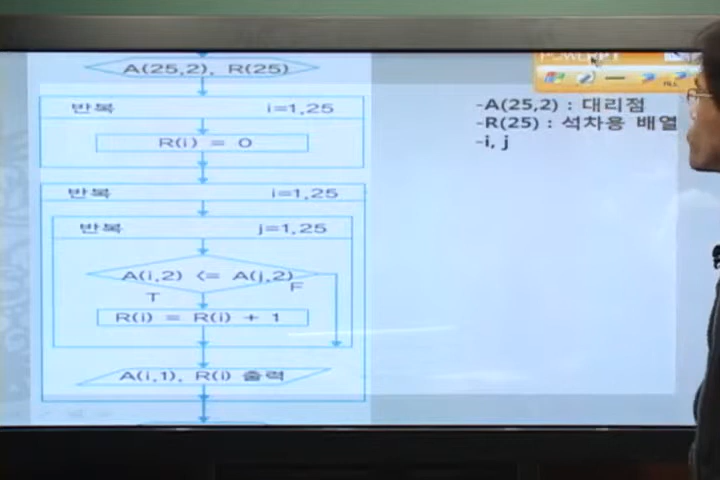 A(25,2), R(25)
반복 i=1,25
R(i) = 0
반복 i=1,25
반복 j=1,25
A(i,2) <= A(j,2)
T F
R(i) = R(i) + 1
A(i,1), R(i) 출력
-A(25,2) : 대리점
-R(25) : 석차용 배열
-i, j